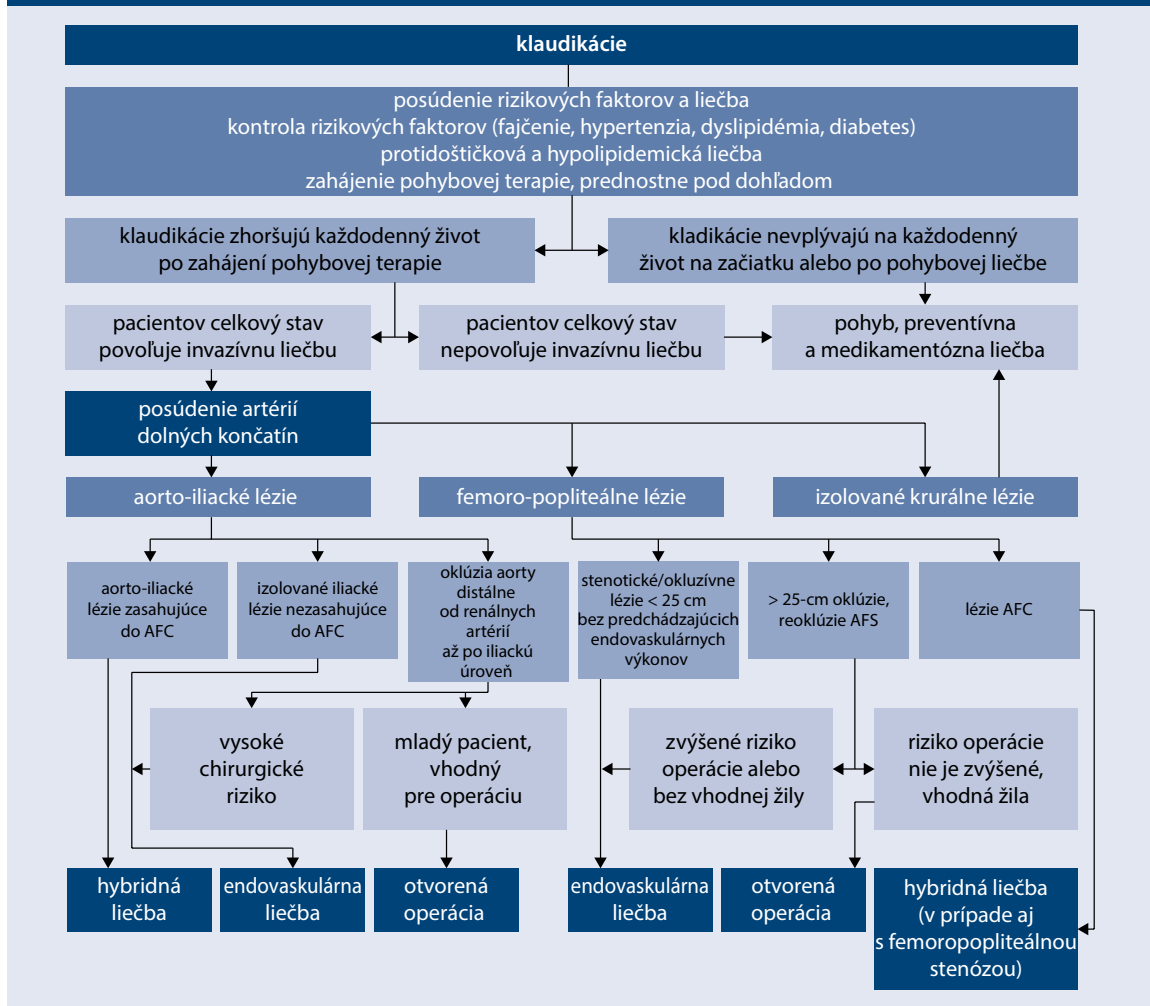 klaudikácie
posúdenie rizikových faktorov a liečba
kontrola rizikových faktorov (fajčenie, hypertenzia, dyslipidémia, diabetes)
protidoštičková a hypolipidemická liečba
zahájenie pohybovej terapie, prednostne pod dohľadom
klaudikácie zhoršujú každodenný život
po zahájení pohybovej terapie
kladikácie nevplývajú na každodenný
život na začiatku alebo po pohybovej liečbe
pacientov celkový stav
povoľuje invazívnu liečbu
pacientov celkový stav
nepovoľuje invazívnu liečbu
pohyb, preventívna
a medikamentózna liečba
posúdenie artérií
dolných končatín
aorto-iliacké lézie
femoro-popliteálne lézie
izolované krurálne lézie
aorto-iliacké
lézie zasahujúce
do AFC
izolované iliacké
lézie nezasahujúce
do AFC
oklúzia aorty
distálne
od renálnych
artérií
až po iliackú
úroveň
stenotické/okluzívne
lézie < 25 cm
bez predchádzajúcich
endovaskulárnych
výkonov
> 25-cm oklúzie,
reoklúzie AFS
lézie AFC
vysoké
chirurgické
riziko
mladý pacient,
vhodný
pre operáciu
zvýšené riziko
operácie alebo
bez vhodnej žily
riziko operácie
nie je zvýšené,
vhodná žila
hybridná
liečba
endovaskulárna
liečba
otvorená
operácia
endovaskulárna
liečba
otvorená
operácia
hybridná liečba
(v prípade aj
s femoropopliteálnou
stenózou)